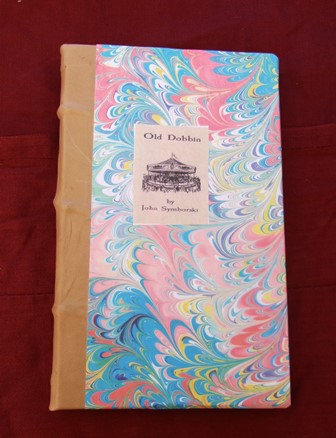 Old Dobbin
by
John Symborski